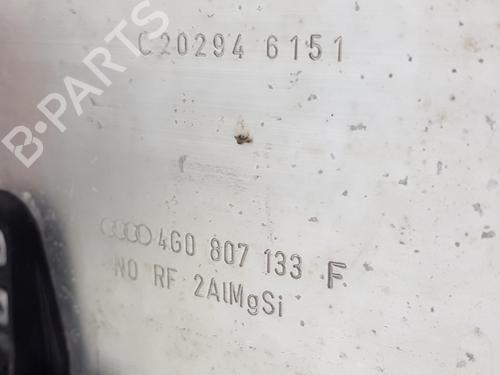 B-PARTS
C20294 6151
4G0 807 133 F
NO RF 2AlMgSi